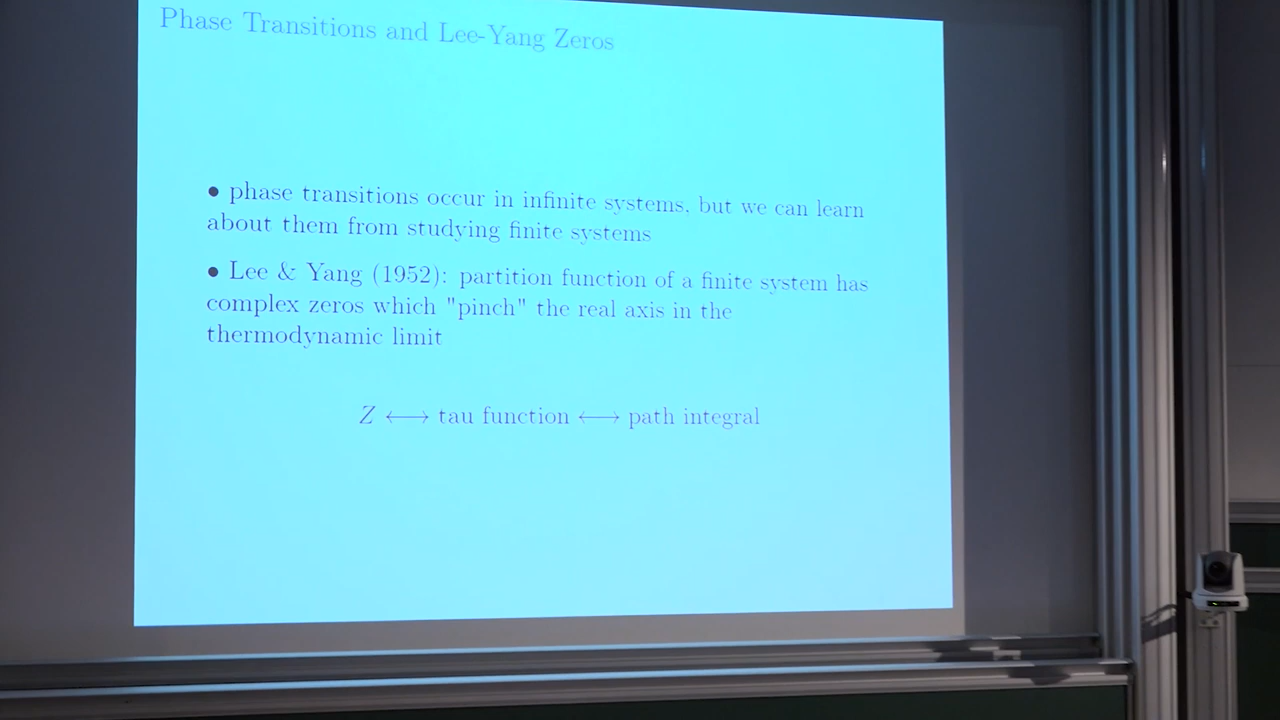 Phase Transitions and Lee-Yang Zeros
• phase transitions occur in infinite systems, but we can learn
about them from studying finite systems
• Lee & Yang (1952): partition function of a finite system has
complex zeros which "pinch" the real axis in the
thermodynamic limit
Z ⟷ tau function ⟷ path integral